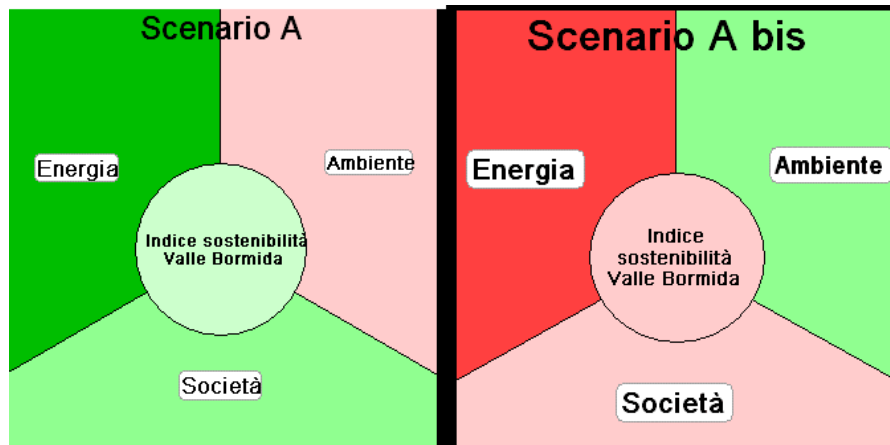 Scenario A
Energia
Ambiente
Indice sostenibilità
Valle Bormida
Società
Scenario A bis
Energia
Ambiente
Indice
sostenibilità
Valle Bormida
Società